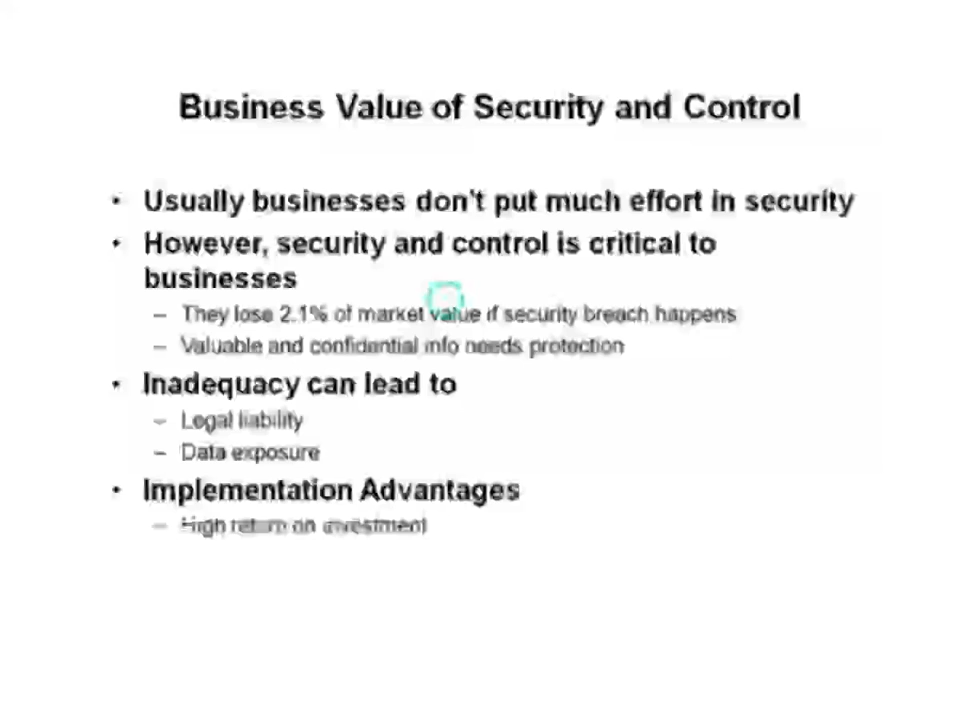 Business Value of Security and Control
• Usually businesses don't put much effort in security
• However, security and control is critical to
businesses
– They lose 2.1% of market value if security breach happens
– Valuable and confidential info needs protection
• Inadequacy can lead to
– Legal liability
– Data exposure
• Implementation Advantages
– High return on investment